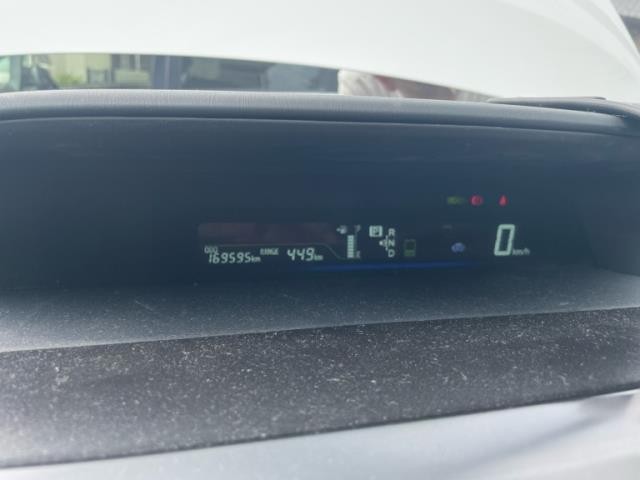 P R
N
D
F
E
ODO RANGE
169595km 449km
0 km/h